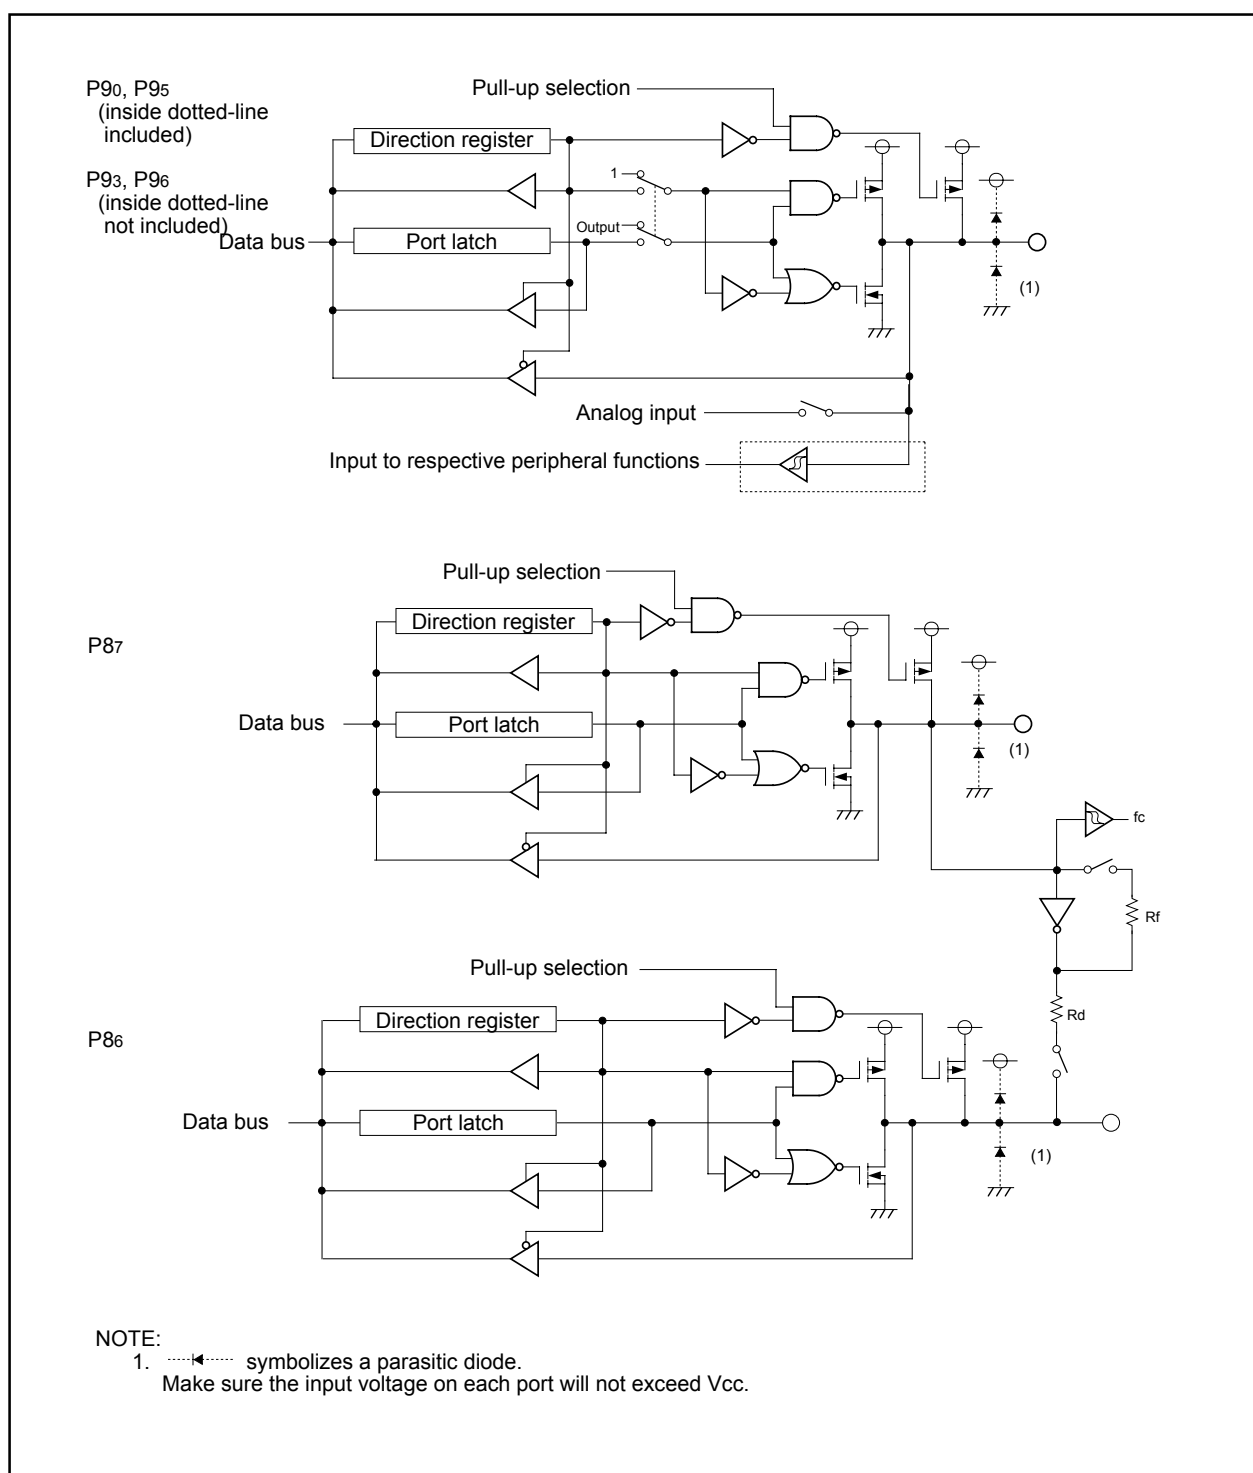 P90, P95
(inside dotted-line
included)
Pull-up selection
Direction register
P93, P96
(inside dotted-line
not included)
1
Output
Data bus
Port latch
(1)
Analog input
Input to respective peripheral functions
Pull-up selection
P87
Direction register
Data bus
Port latch
(1)
fc
Rf
Pull-up selection
Rd
P86
Direction register
Data bus
Port latch
(1)
NOTE:
1. symbolizes a parasitic diode.
Make sure the input voltage on each port will not exceed Vcc.